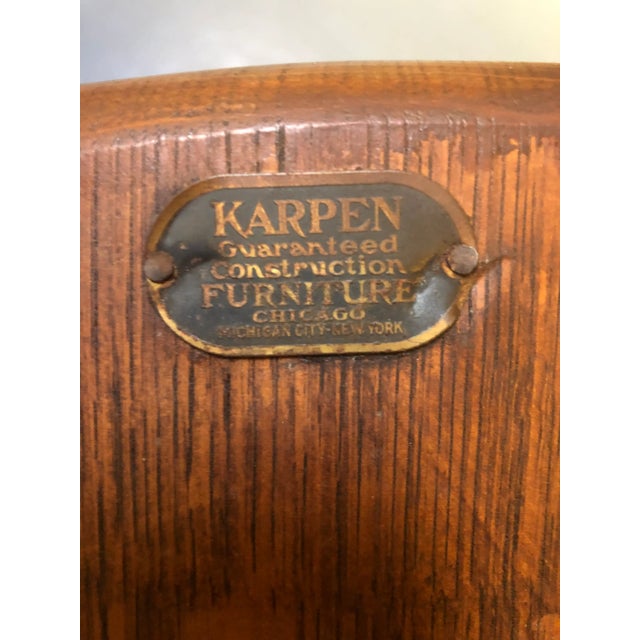 KARPEN
Guaranteed
Construction
FURNITURE
CHICAGO
MICHIGAN CITY-NEW YORK